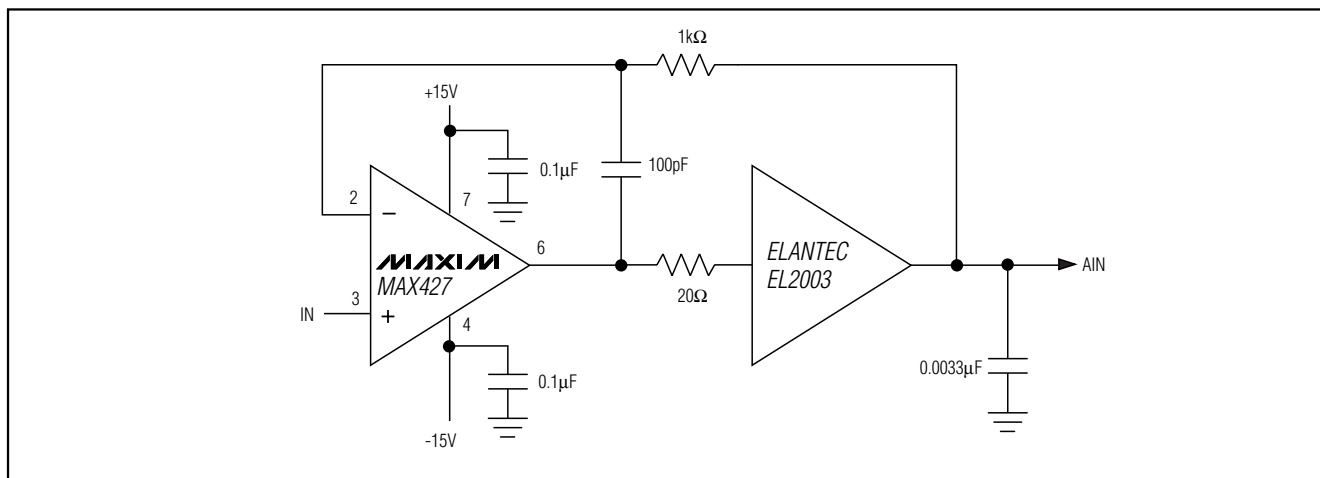 1kΩ
+15V
0.1µF
100pF
2
7
−
MAXIM
MAX427
6
ELANTEC
EL2003
AIN
20Ω
IN
3
+
4
0.1µF
0.0033µF
-15V